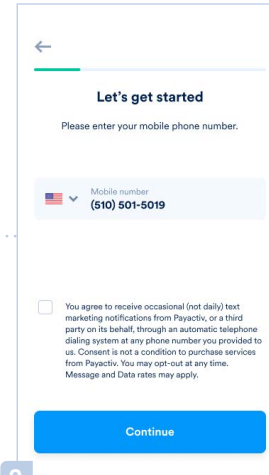 Let's get started
Please enter your mobile phone number.
Mobile number
(510) 501-5019
You agree to receive occasional (not daily) text
marketing notifications from Payactiv, or a third
party on its behalf, through an automatic telephone
dialing system at any phone number you provided to
us. Consent is not a condition to purchase services
from Payactiv. You may opt-out at any time.
Message and Data rates may apply.
Continue